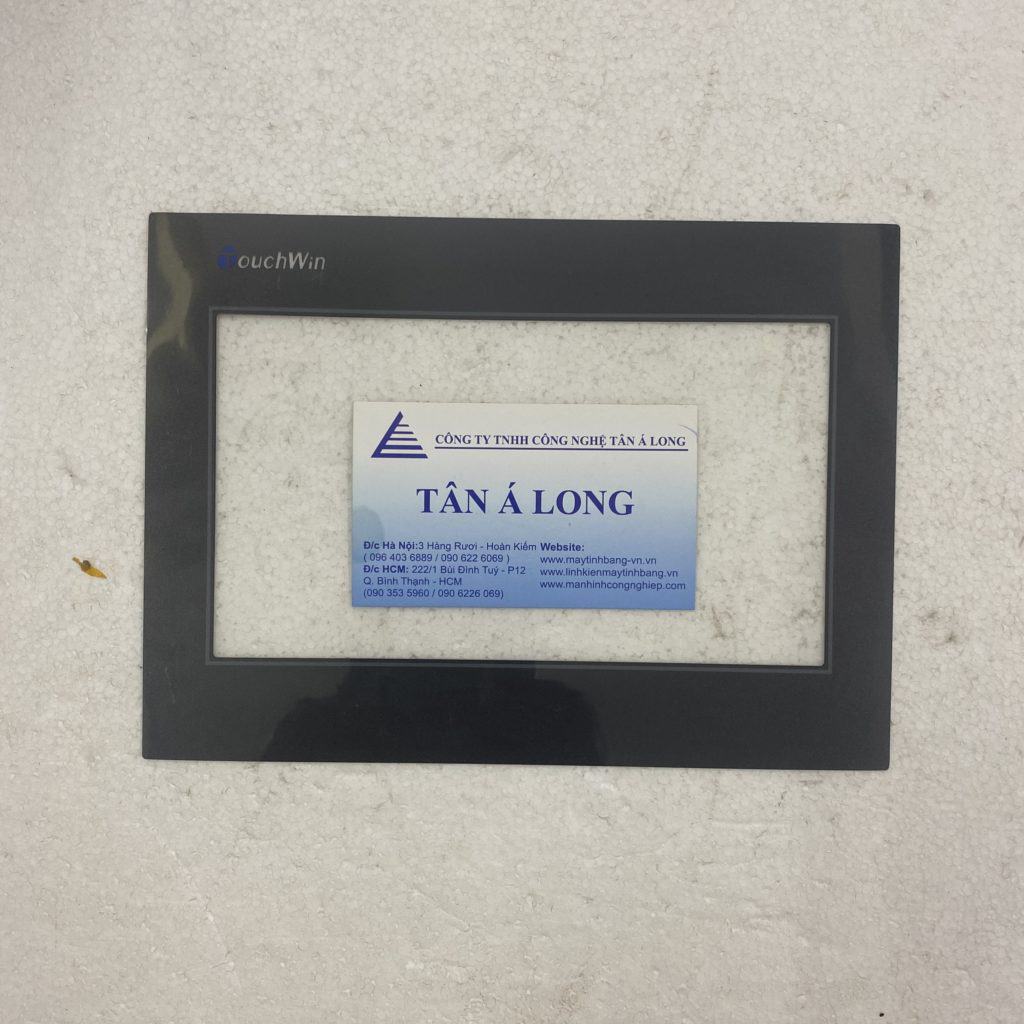 TouchWin
CÔNG TY TNHH CÔNG NGHỆ TÂN Á LONG
TÂN Á LONG
Đ/c Hà Nội:3 Hàng Rươi - Hoàn Kiếm
( 096 403 6889 / 090 622 6069 )
Đ/c HCM: 222/1 Bùi Đình Tuý - P12
Q. Bình Thạnh - HCM
(090 353 5960 / 090 6226 069)
Website:
www.maytinhbang-vn.vn
www.linhkienmaytinhbang.vn
www.manhinhcongnghiep.com